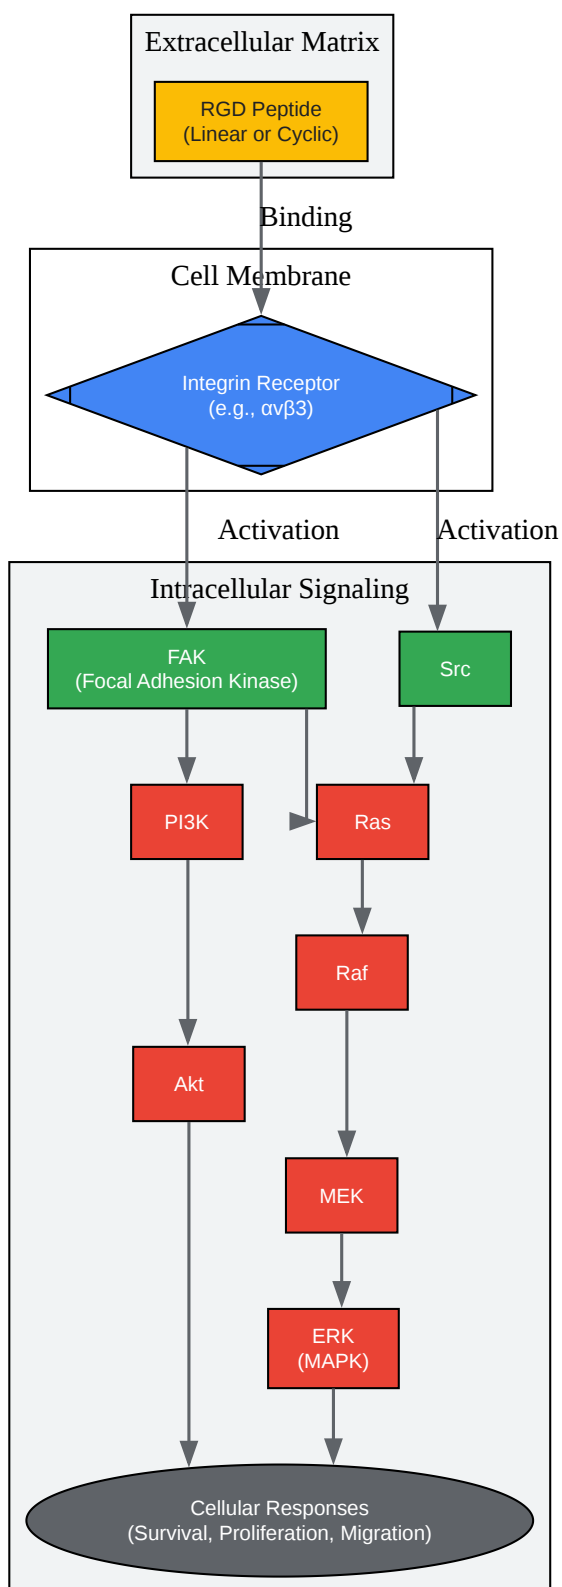 Extracellular Matrix
RGD Peptide
(Linear or Cyclic)
Binding
Cell Membrane
Integrin Receptor
(e.g., αvβ3)
Activation
Activation
Intracellular Signaling
FAK
(Focal Adhesion Kinase)
Src
PI3K
Ras
Raf
Akt
MEK
ERK
(MAPK)
Cellular Responses
(Survival, Proliferation, Migration)